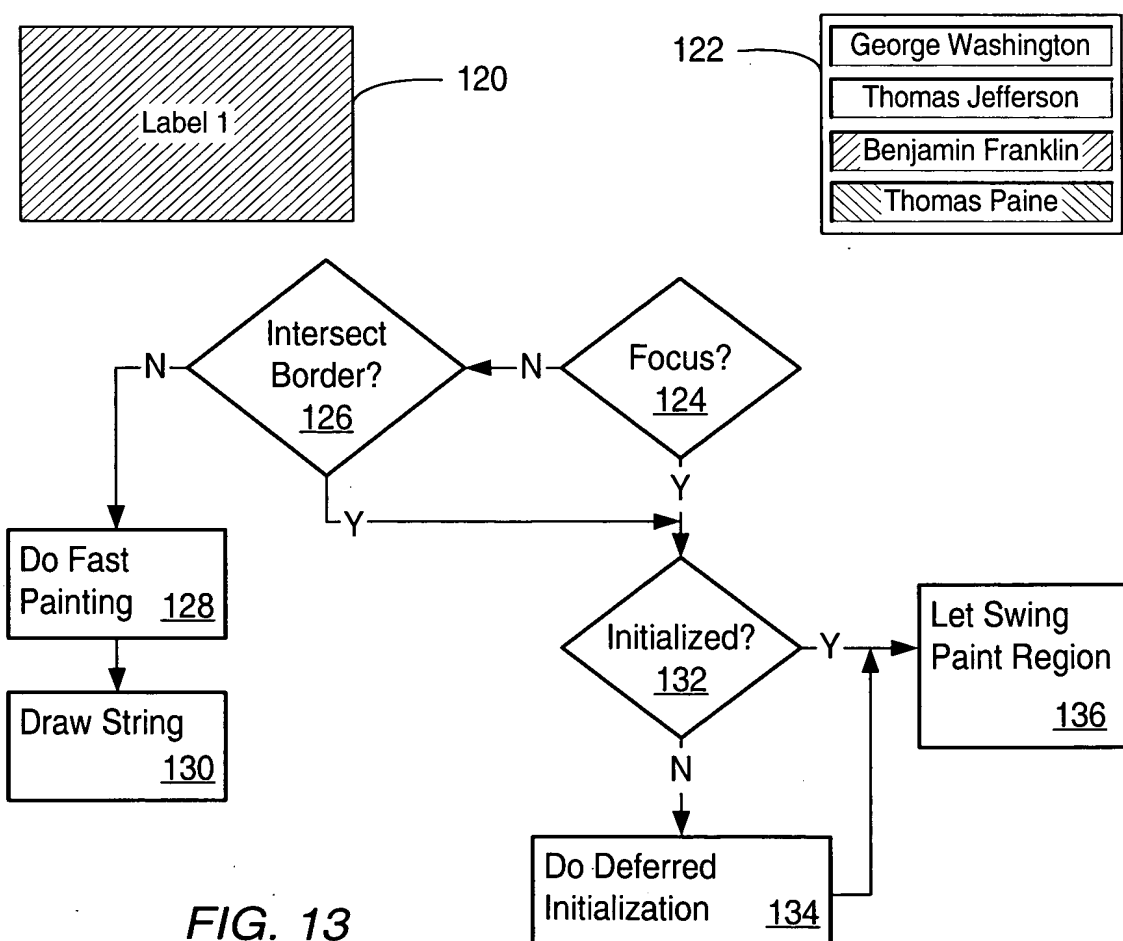 Label 1
120
122
George Washington
Thomas Jefferson
Benjamin Franklin
Thomas Paine
Intersect
Border?
126
N
N
Focus?
124
Y
Y
Do Fast
Painting
128
Draw String
130
Initialized?
132
Y
N
Let Swing
Paint Region
136
Do Deferred
Initialization
134
FIG. 13